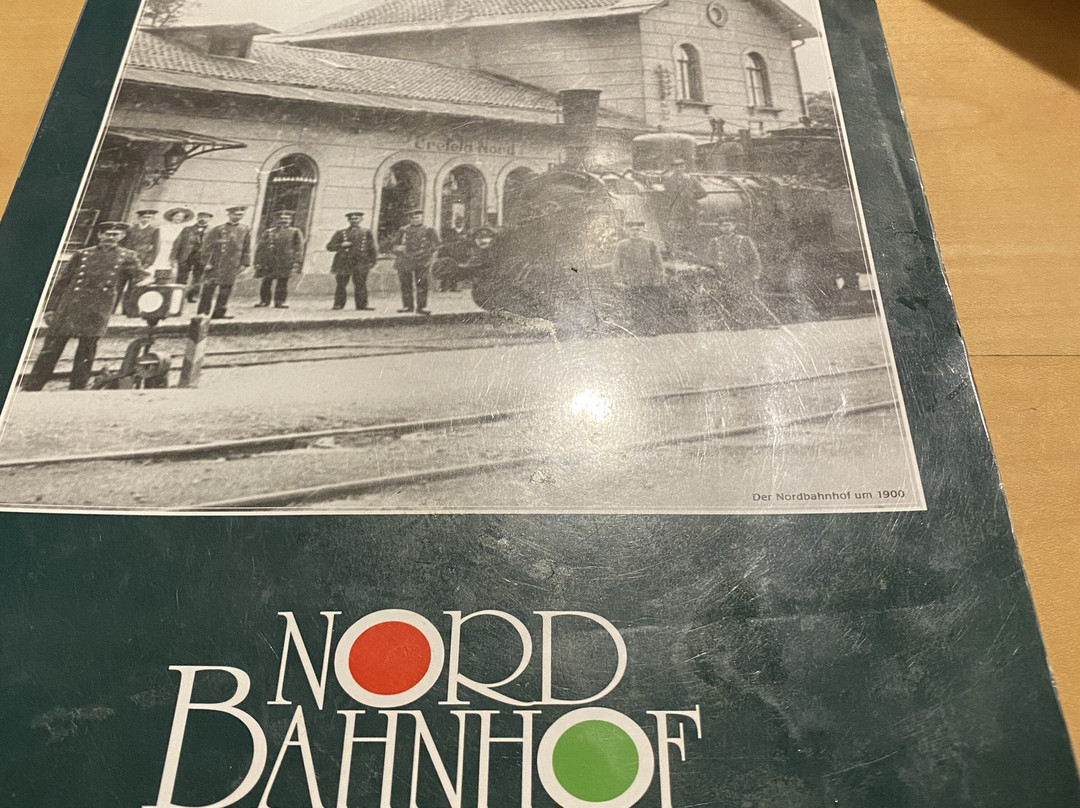 Crefeld Nord
Der Nordbahnhof um 1900
NORD
BAHNHOF